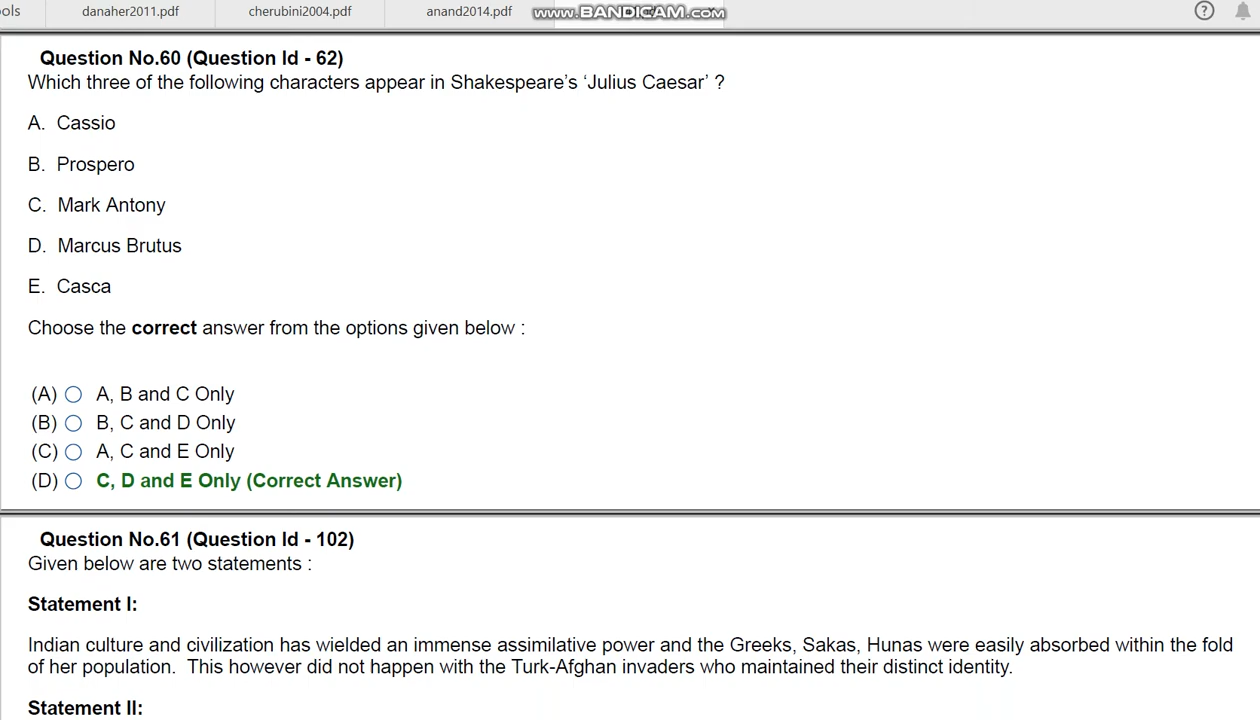 ols danaher2011.pdf cherubini2004.pdf anand2014.pdf www.BANDICAM.com ?
Question No.60 (Question Id - 62)
Which three of the following characters appear in Shakespeare’s ‘Julius Caesar’ ?
A. Cassio
B. Prospero
C. Mark Antony
D. Marcus Brutus
E. Casca
Choose the correct answer from the options given below :
(A) A, B and C Only
(B) B, C and D Only
(C) A, C and E Only
(D) C, D and E Only (Correct Answer)
Question No.61 (Question Id - 102)
Given below are two statements :
Statement I:
Indian culture and civilization has wielded an immense assimilative power and the Greeks, Sakas, Hunas were easily absorbed within the fold
of her population. This however did not happen with the Turk-Afghan invaders who maintained their distinct identity.
Statement II: